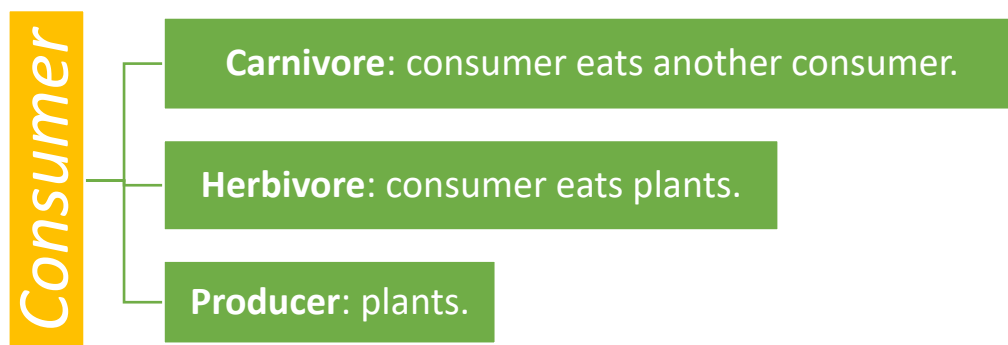 Consumer
Carnivore: consumer eats another consumer.
Herbivore: consumer eats plants.
Producer: plants.